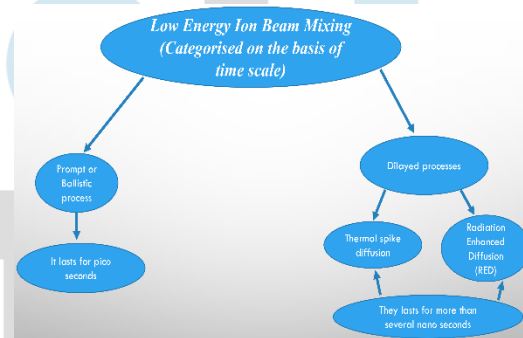 Low Energy Ion Beam Mixing
(Categorised on the basis of
time scale)
Prompt or
Ballistic
process
It lasts for pico
seconds
Dilayed processes
Thermal spike
diffusion
Radiation
Enhanced
Diffusion
(RED)
They lasts for more than
several nano seconds